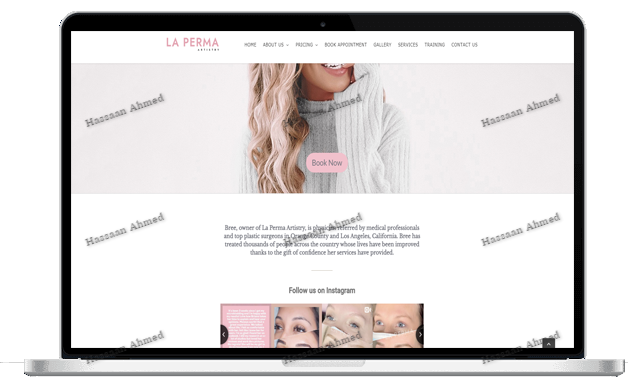 LA PERMA
ARTISTRY
HOME ABOUT US PRICING BOOK APPOINTMENT GALLERY SERVICES TRAINING CONTACT US
Hassaan Ahmed Hassaan Ahmed Hassaan Ahmed
Book Now
Hassaan Ahmed Hassaan Ahmed Hassaan Ahmed
Bree, owner of La Perma Artistry, is physician referred by medical professionals
and top plastic surgeons in Orange County and Los Angeles, California. Bree has
treated thousands of people across the country whose lives have been improved
thanks to the gift of confidence her services have provided.
Follow us on Instagram
Hassaan Ahmed Hassaan Ahmed Hassaan Ahmed